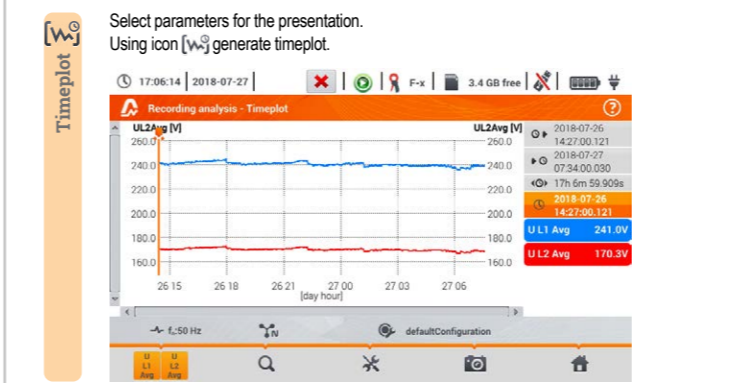 Timeplot
Select parameters for the presentation.
Using icon generate timeplot.
17:06:14 2018-07-27 F-x 3.4 GB free
Recording analysis - Timeplot ?
UL2Avg [V] UL2Avg [V]
260.0 260.0
240.0 240.0
220.0 220.0
200.0 200.0
180.0 180.0
160.0 160.0
26 15 26 18 26 21 27 00 27 03 27 06
[day hour]
2018-07-26
14:27:00.121
2018-07-27
07:34:00.030
17h 6m 59.909s
2018-07-26
14:27:00.121
U L1 Avg 241.0V
U L2 Avg 170.3V
fₙ:50 Hz N defaultConfiguration
U U
L1 L2
Avg Avg